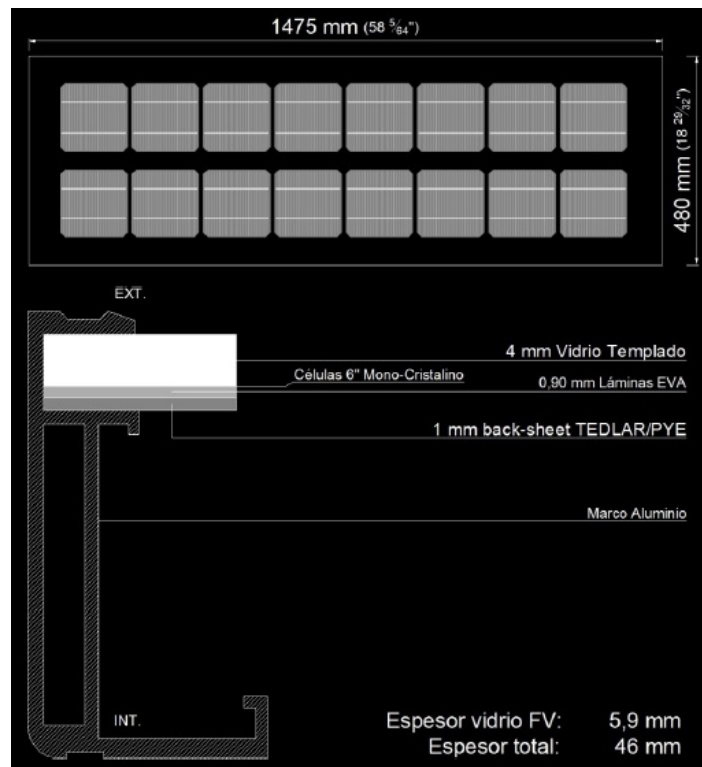 1475 mm (58 5/64")
480 mm (18 29/32")
EXT.
4 mm Vidrio Templado
Células 6" Mono-Cristalino
0,90 mm Láminas EVA
1 mm back-sheet TEDLAR/PYE
Marco Aluminio
INT.
Espesor vidrio FV: 5,9 mm
Espesor total: 46 mm